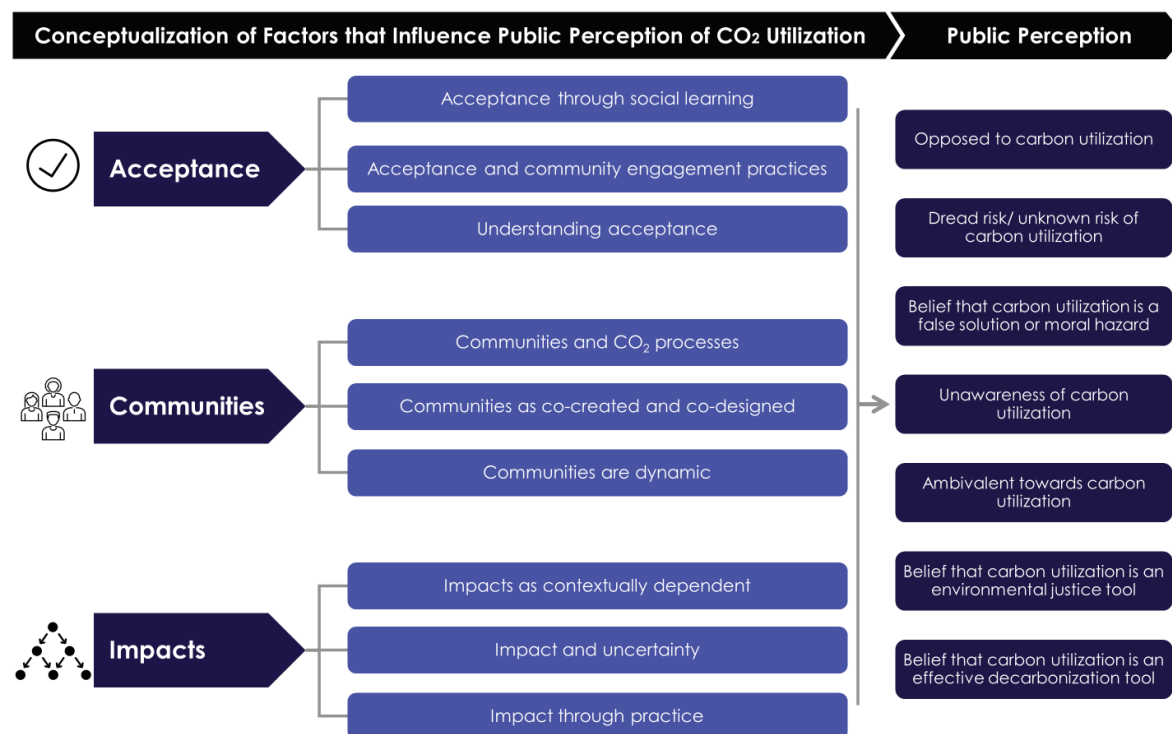 Conceptualization of Factors that Influence Public Perception of CO₂ Utilization
Public Perception
Acceptance
Acceptance through social learning
Acceptance and community engagement practices
Understanding acceptance
Communities
Communities and CO₂ processes
Communities as co-created and co-designed
Communities are dynamic
Impacts
Impacts as contextually dependent
Impact and uncertainty
Impact through practice
Opposed to carbon utilization
Dread risk/ unknown risk of
carbon utilization
Belief that carbon utilization is a
false solution or moral hazard
Unawareness of carbon
utilization
Ambivalent towards carbon
utilization
Belief that carbon utilization is an
environmental justice tool
Belief that carbon utilization is an
effective decarbonization tool